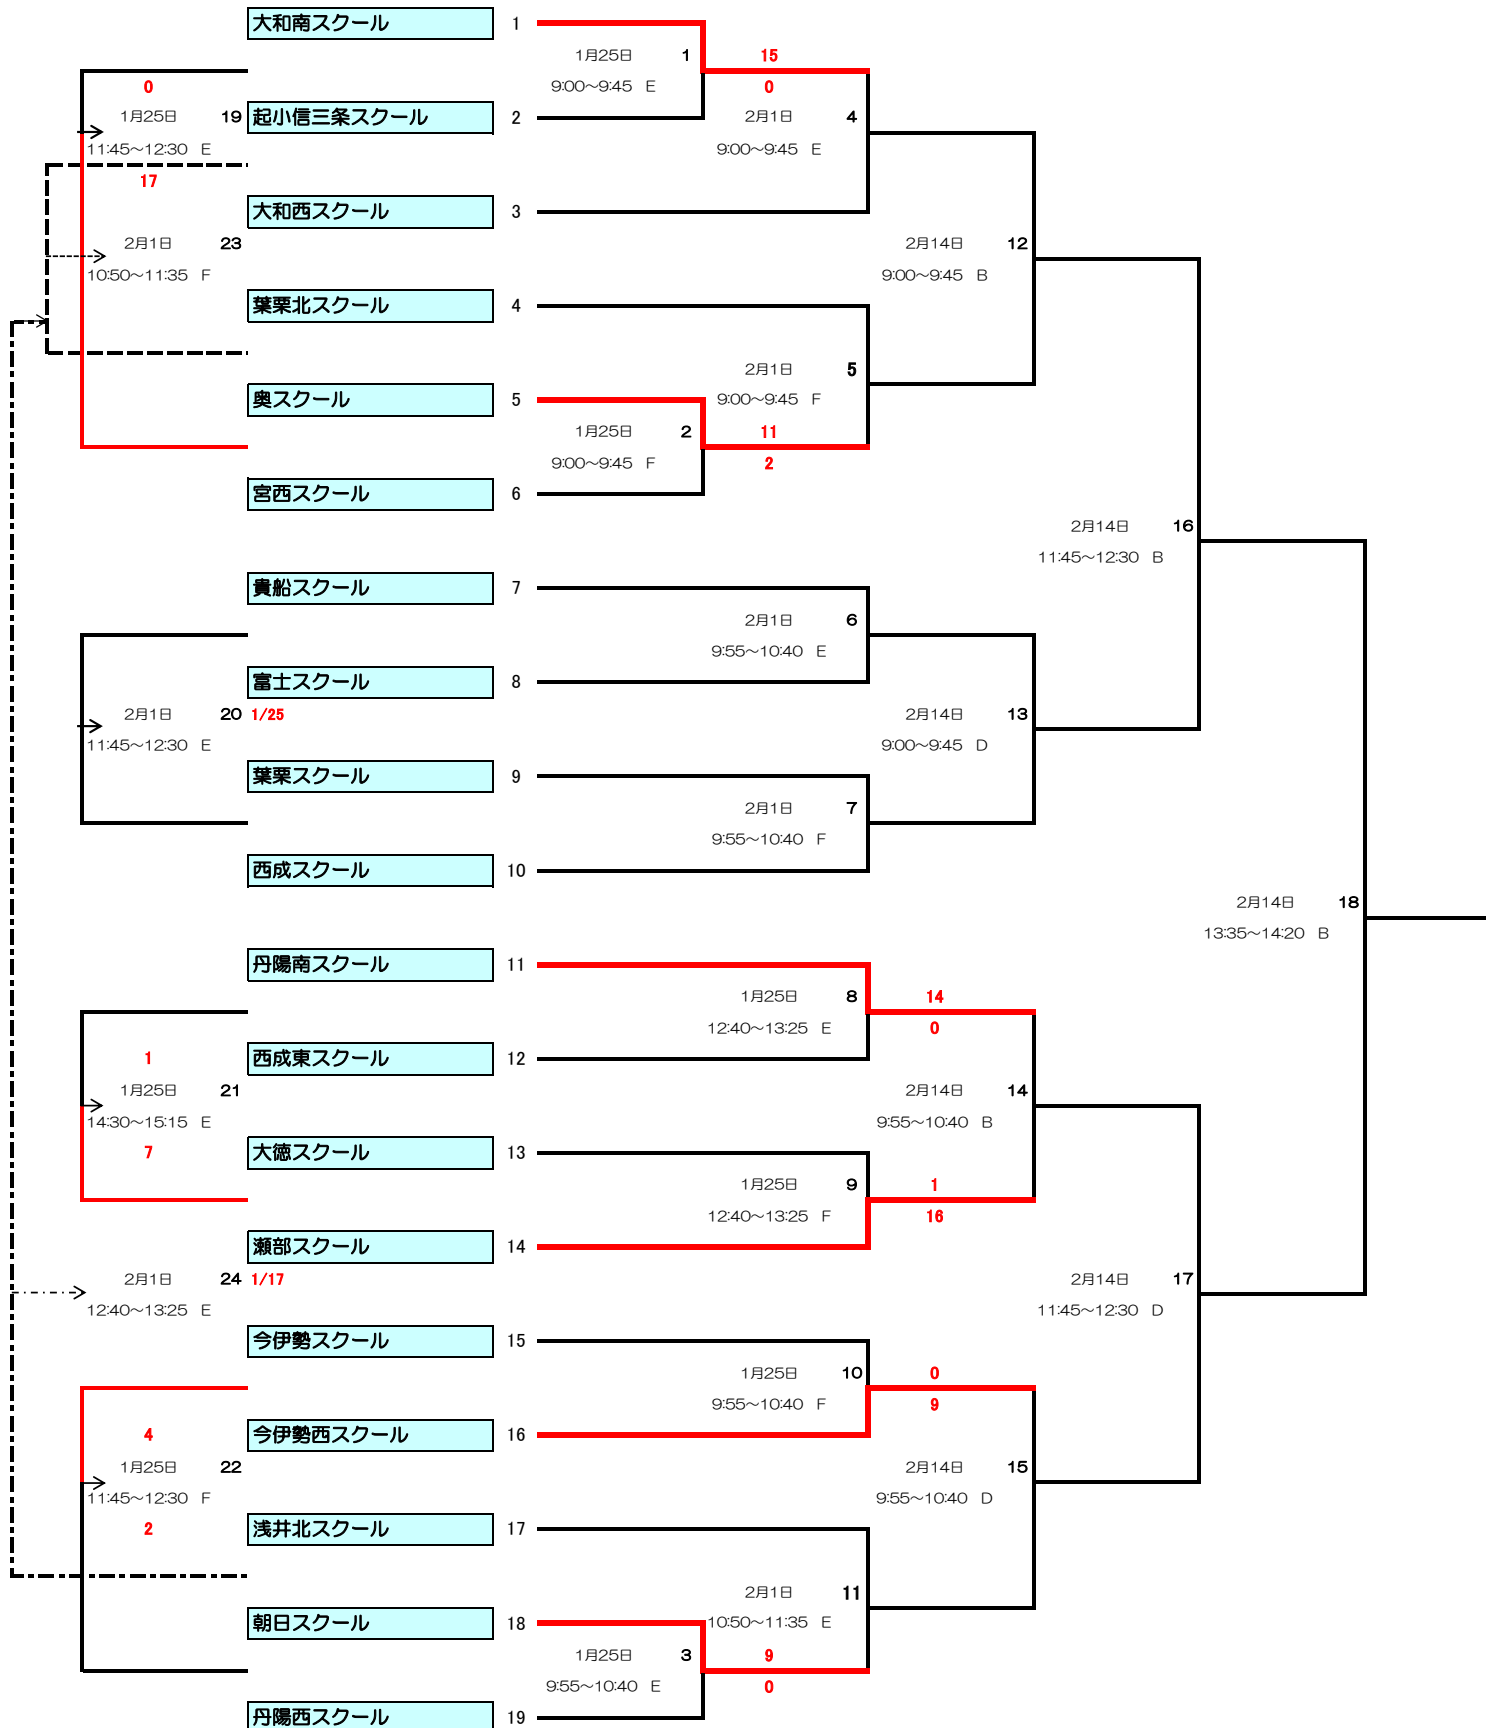 大和南スクール 1
1月25日 1 15
0 9:00～9:45 E 0
1月25日 19 起小信三条スクール 2 2月1日 4
11:45～12:30 E 9:00～9:45 E
17
大和西スクール 3
2月1日 23 2月14日 12
10:50～11:35 F 9:00～9:45 B
葉栗北スクール 4
2月1日 5
奥スクール 5 9:00～9:45 F
1月25日 2 11
9:00～9:45 F 2
宮西スクール 6
2月14日 16
11:45～12:30 B
貴船スクール 7
2月1日 6
9:55～10:40 E
富士スクール 8
2月1日 20 1/25 2月14日 13
11:45～12:30 E 9:00～9:45 D
葉栗スクール 9
2月1日 7
9:55～10:40 F
西成スクール 10
2月14日 18
13:35～14:20 B
丹陽南スクール 11
1月25日 8 14
12:40～13:25 E 0
1 西成東スクール 12
1月25日 21 2月14日 14
14:30～15:15 E 9:55～10:40 B
7 大徳スクール 13
1月25日 9 1
12:40～13:25 F 16
瀬部スクール 14
2月1日 24 1/17 2月14日 17
12:40～13:25 E 11:45～12:30 D
今伊勢スクール 15
1月25日 10 0
9:55～10:40 F 9
4 今伊勢西スクール 16
1月25日 22 2月14日 15
11:45～12:30 F 9:55～10:40 D
2 浅井北スクール 17
2月1日 11
朝日スクール 18 10:50～11:35 E
1月25日 3 9
9:55～10:40 E 0
丹陽西スクール 19